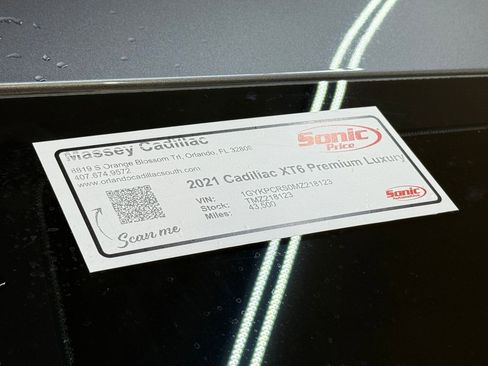 Massey Cadillac
8819 S Orange Blossom Trl, Orlando, FL 32809
407.674.9572
www.orlandocadillacsouth.com
Sonic
Price
2021 Cadillac XT6 Premium Luxury
VIN: 1GYKPCRS0MZ218123
Stock: TMZ218123
Miles: 43,500
Scan me
Sonic